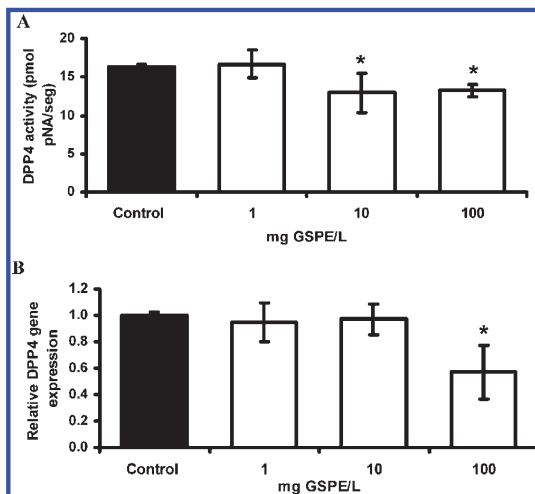 A
DPP4 activity (pmol
pNA/seg)
20
15
10
5
0
*
*
Control 1 10 100
mg GSPE/L
B
Relative DPP4 gene
expression
1.2
1.0
0.8
0.6
0.4
0.2
0.0
*
Control 1 10 100
mg GSPE/L